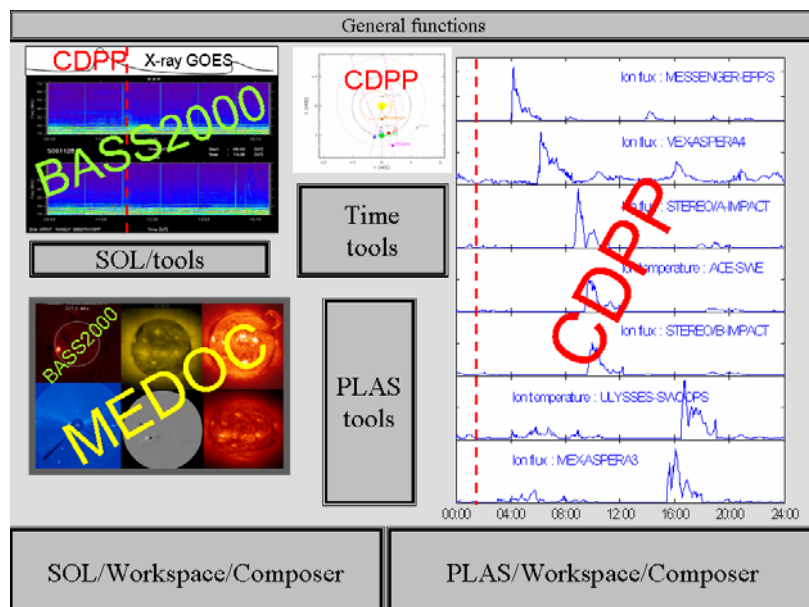 General functions
CDPP X-ray GOES
BASS2000
SOL/tools
CDPP
Time
tools
BASS2000
MEDOC
PLAS
tools
Ion flux : MESSENGER-EPPS
Ion flux : VEXASPERA4
Ion flux : STEREO/A-IMPACT
Ion temperature : ACE-SWE
Ion flux : STEREO/B-IMPACT
Ion temperature : ULYSSES-SWOOPS
Ion flux : MEXASPERA3
CDPP
00:00 04:00 08:00 12:00 16:00 20:00 24:00
SOL/Workspace/Composer
PLAS/Workspace/Composer